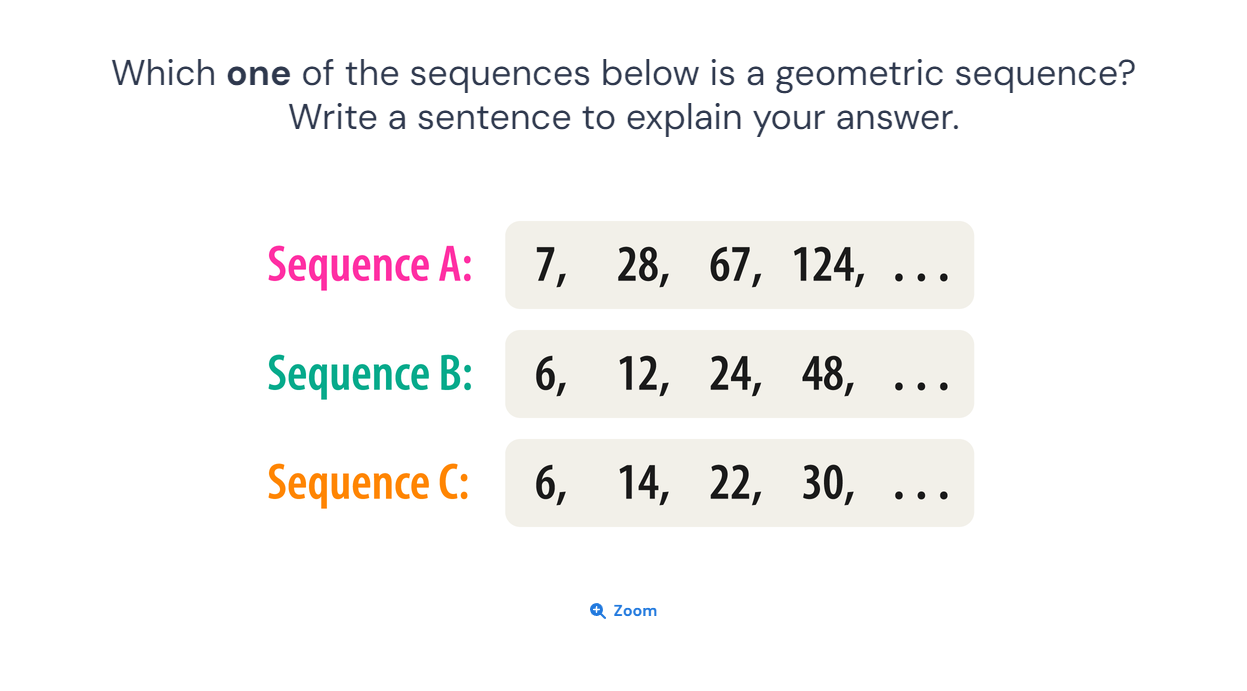 Which one of the sequences below is a geometric sequence?
Write a sentence to explain your answer.
Sequence A: 7, 28, 67, 124, . . .
Sequence B: 6, 12, 24, 48, . . .
Sequence C: 6, 14, 22, 30, . . .
Zoom